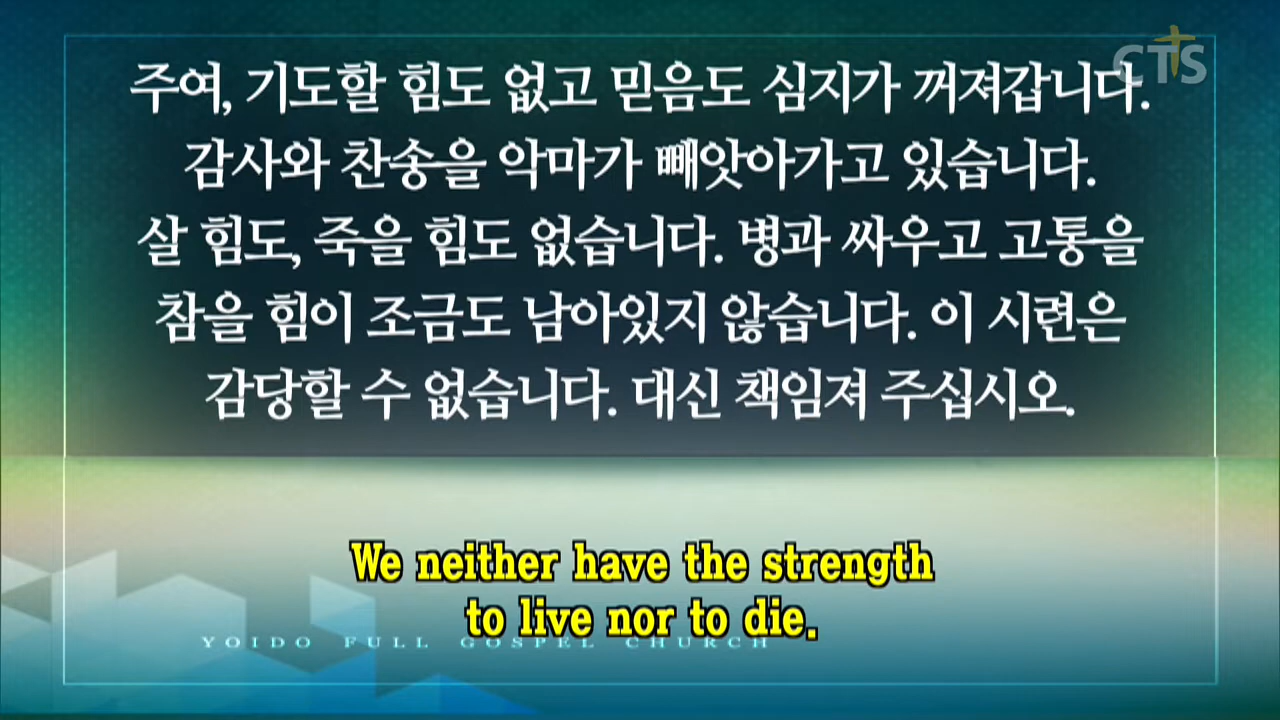 CTS
주여, 기도할 힘도 없고 믿음도 심지가 꺼져갑니다.
감사와 찬송을 악마가 빼앗아가고 있습니다.
살 힘도, 죽을 힘도 없습니다. 병과 싸우고 고통을
참을 힘이 조금도 남아있지 않습니다. 이 시련은
감당할 수 없습니다. 대신 책임져 주십시오.
We neither have the strength
to live nor to die.
YOIDO FULL GOSPEL CHURCH